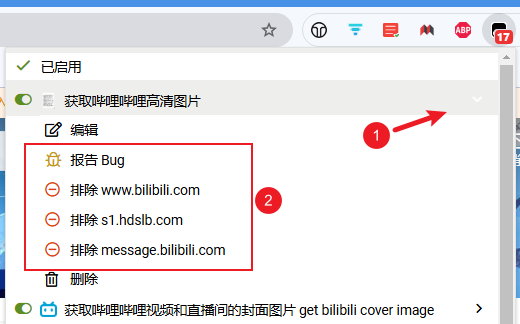 ABP
17
已启用
获取哔哩哔哩高清图片
1
编辑
报告 Bug
排除 www.bilibili.com
2
排除 s1.hdslb.com
排除 message.bilibili.com
删除
获取哔哩哔哩视频和直播间的封面图片 get bilibili cover image